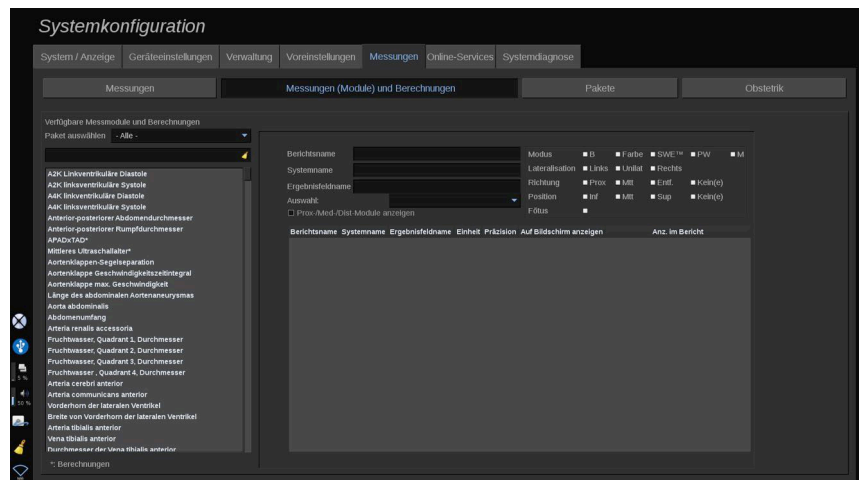 Systemkonfiguration
System / Anzeige Geräteeinstellungen Verwaltung Voreinstellungen Messungen Online-Services Systemdiagnose
Messungen Messungen (Module) und Berechnungen Pakete Obstetrik
Verfügbare Messmodule und Berechnungen
Paket auswählen - Alle -
A2K Linkventrikuläre Diastole
A2K linksventrikuläre Systole
A4K linksventrikuläre Diastole
A4K linksventrikuläre Systole
Anterior-posteriorer Abdomendurchmesser
Anterior-posteriorer Rumpfdurchmesser
APADxTAD*
Mittleres Ultraschallalter*
Aortenklappen-Segelseparation
Aortenklappe Geschwindigkeitszeitintegral
Aortenklappe max. Geschwindigkeit
Länge des abdominalen Aortenaneurysmas
Aorta abdominalis
Abdomenumfang
Arteria renalis accessoria
Fruchtwasser, Quadrant 1, Durchmesser
Fruchtwasser, Quadrant 2, Durchmesser
Fruchtwasser, Quadrant 3, Durchmesser
Fruchtwasser , Quadrant 4, Durchmesser
Arteria cerebri anterior
Arteria communicans anterior
Vorderhorn der lateralen Ventrikel
Breite von Vorderhorn der lateralen Ventrikel
Arteria tibialis anterior
Vena tibialis anterior
Durchmesser der Vena tibialis anterior
*: Berechnungen
Berichtsname
Systemname
Ergebnisfeldname
Auswahl:
Prox-/Med-/Dist-Module anzeigen
Modus B Farbe SWE™ PW M
Lateralisation Links Unilat Rechts
Richtung Prox Mtt Entf. Kein(e)
Position Inf Mtt Sup Kein(e)
Fötus
Berichtsname Systemname Ergebnisfeldname Einheit Präzision Auf Bildschirm anzeigen Anz. im Bericht
5 %
50 %